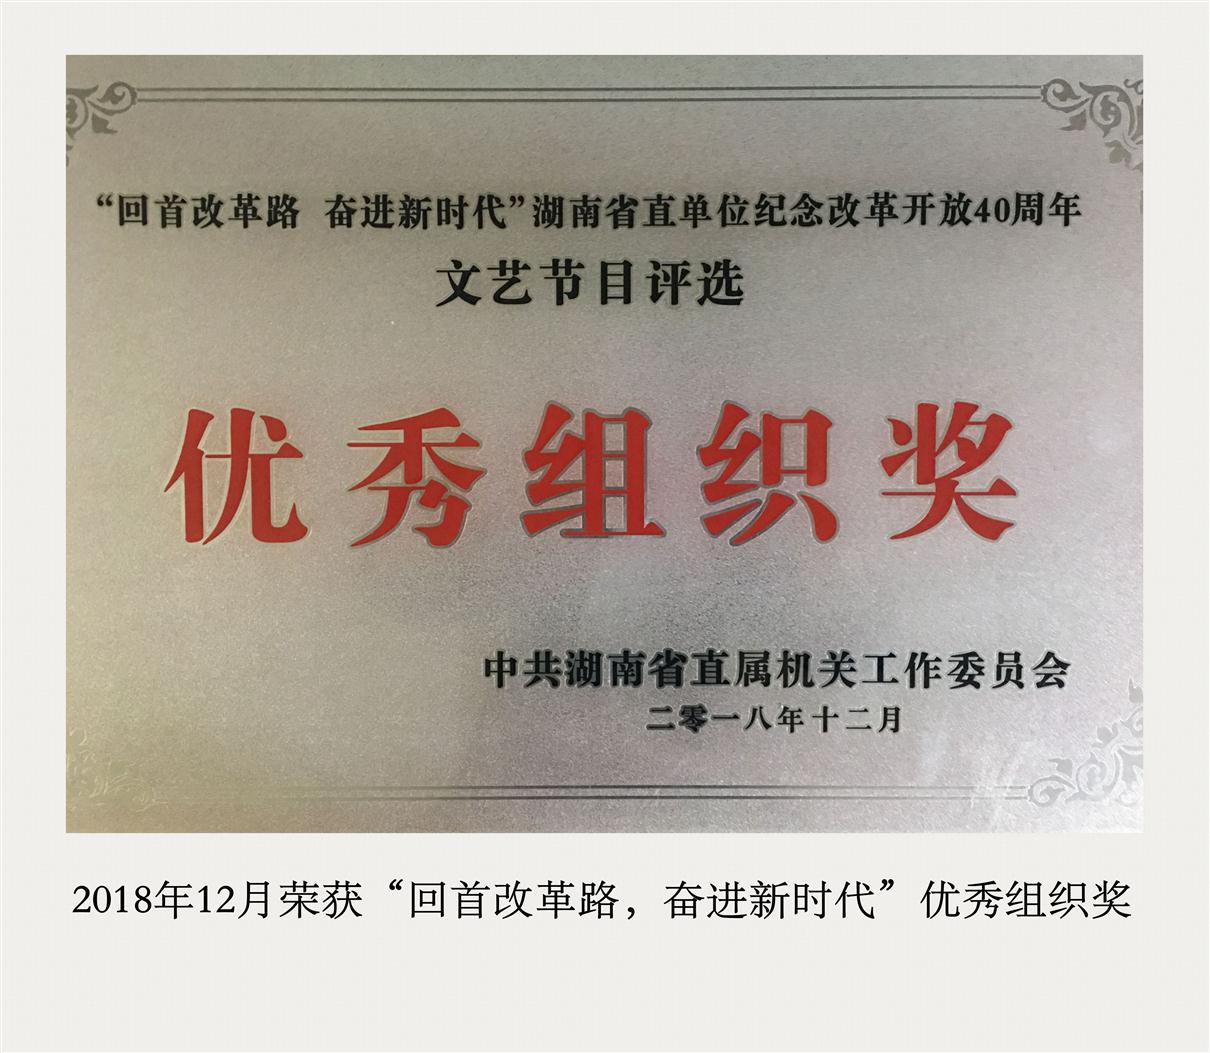 “回首改革路 奋进新时代”湖南省直单位纪念改革开放40周年
文艺节目评选
优秀组织奖
中共湖南省直属机关工作委员会
二零一八年十二月
2018年12月荣获“回首改革路，奋进新时代”优秀组织奖